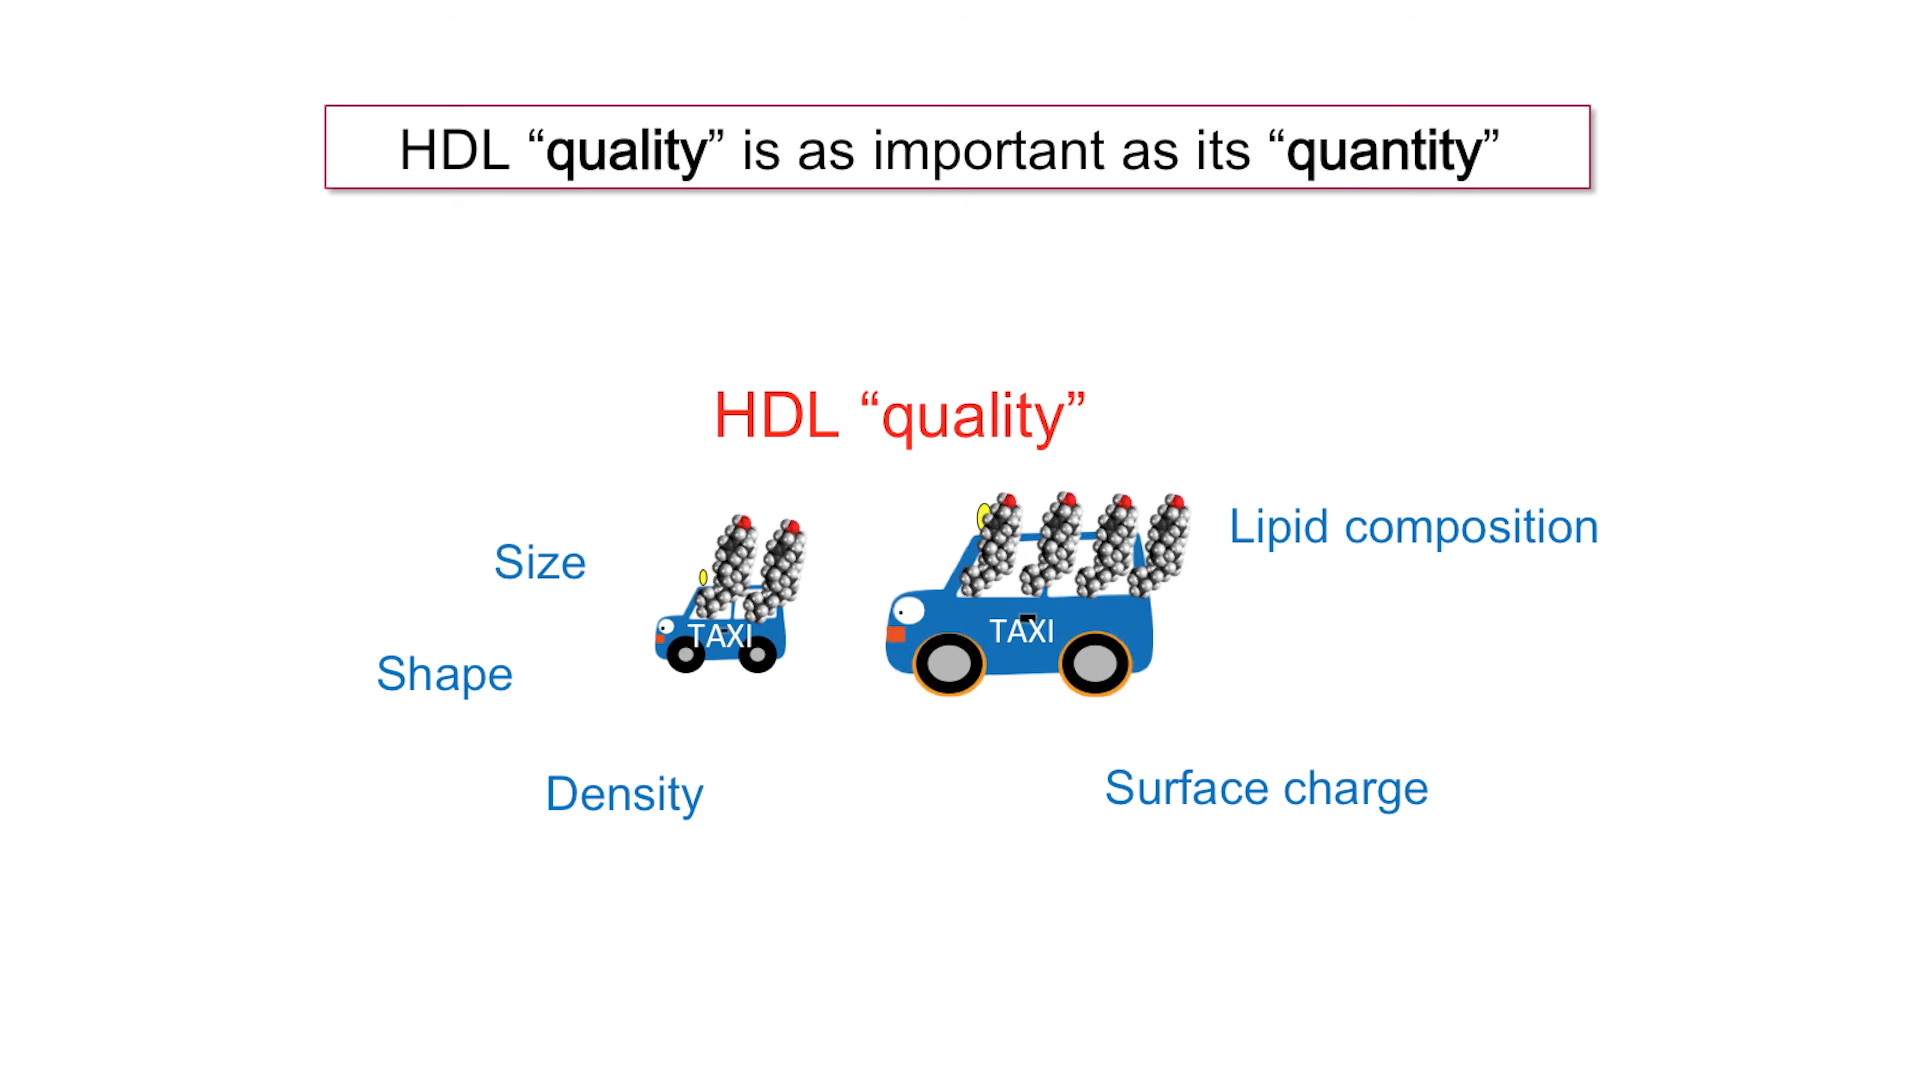 HDL “quality” is as important as its “quantity”
HDL “quality”
Lipid composition
Size
TAXI
TAXI
Shape
Surface charge
Density